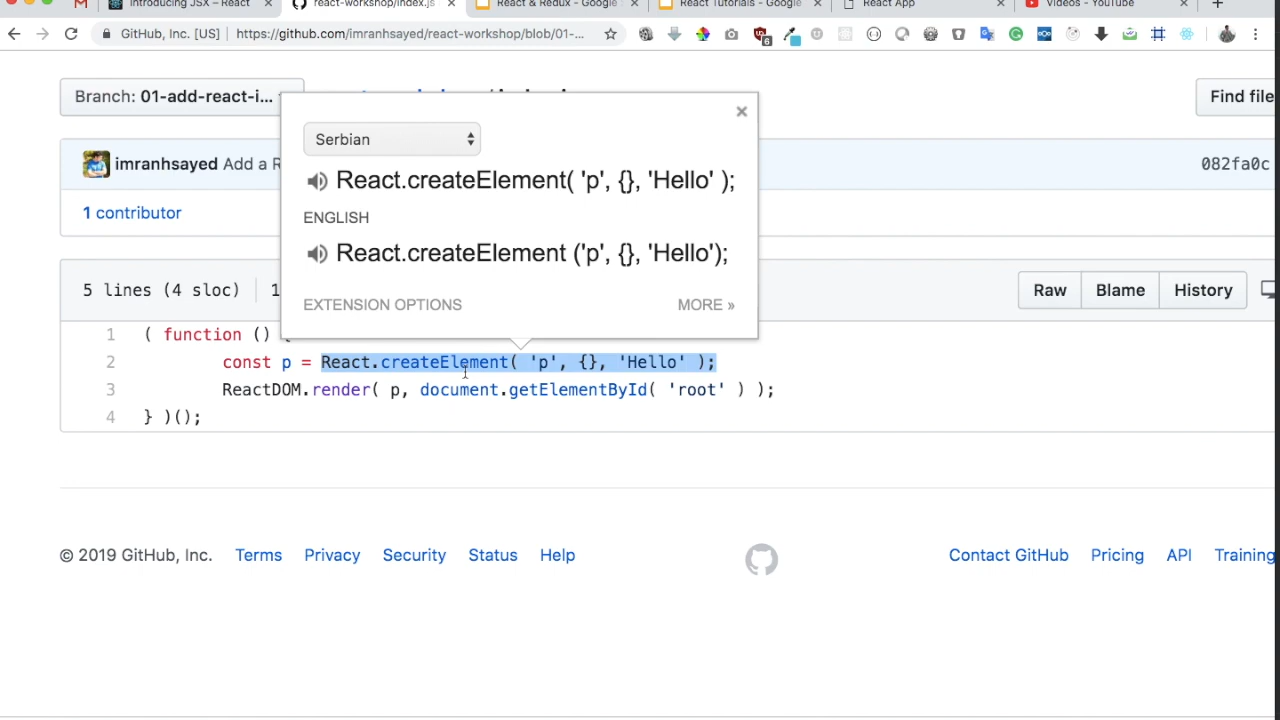 Introducing JSX – React
react-workshop/index.js
React & Redux - Google
React Tutorials - Google
React App
Videos - YouTube
GitHub, Inc. [US]
https://github.com/imranhsayed/react-workshop/blob/01-...
6
Branch: 01-add-react-i...
Find file
imranhsayed Add a R
082fa0c
1 contributor
Serbian
React.createElement( 'p', {}, 'Hello' );
ENGLISH
React.createElement ('p', {}, 'Hello');
EXTENSION OPTIONS
MORE »
5 lines (4 sloc)
1
Raw
Blame
History
1 ( function () {
2 const p = React.createElement( 'p', {}, 'Hello' );
3 ReactDOM.render( p, document.getElementById( 'root' ) );
4 } )();
© 2019 GitHub, Inc.
Terms
Privacy
Security
Status
Help
Contact GitHub
Pricing
API
Training